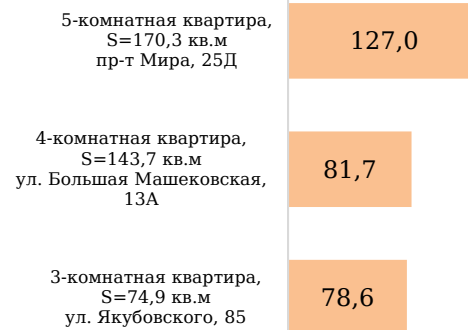 5-комнатная квартира,
S=170,3 кв.м
пр-т Мира, 25Д
127,0
4-комнатная квартира,
S=143,7 кв.м
ул. Большая Машековская,
13А
81,7
3-комнатная квартира,
S=74,9 кв.м
ул. Якубовского, 85
78,6